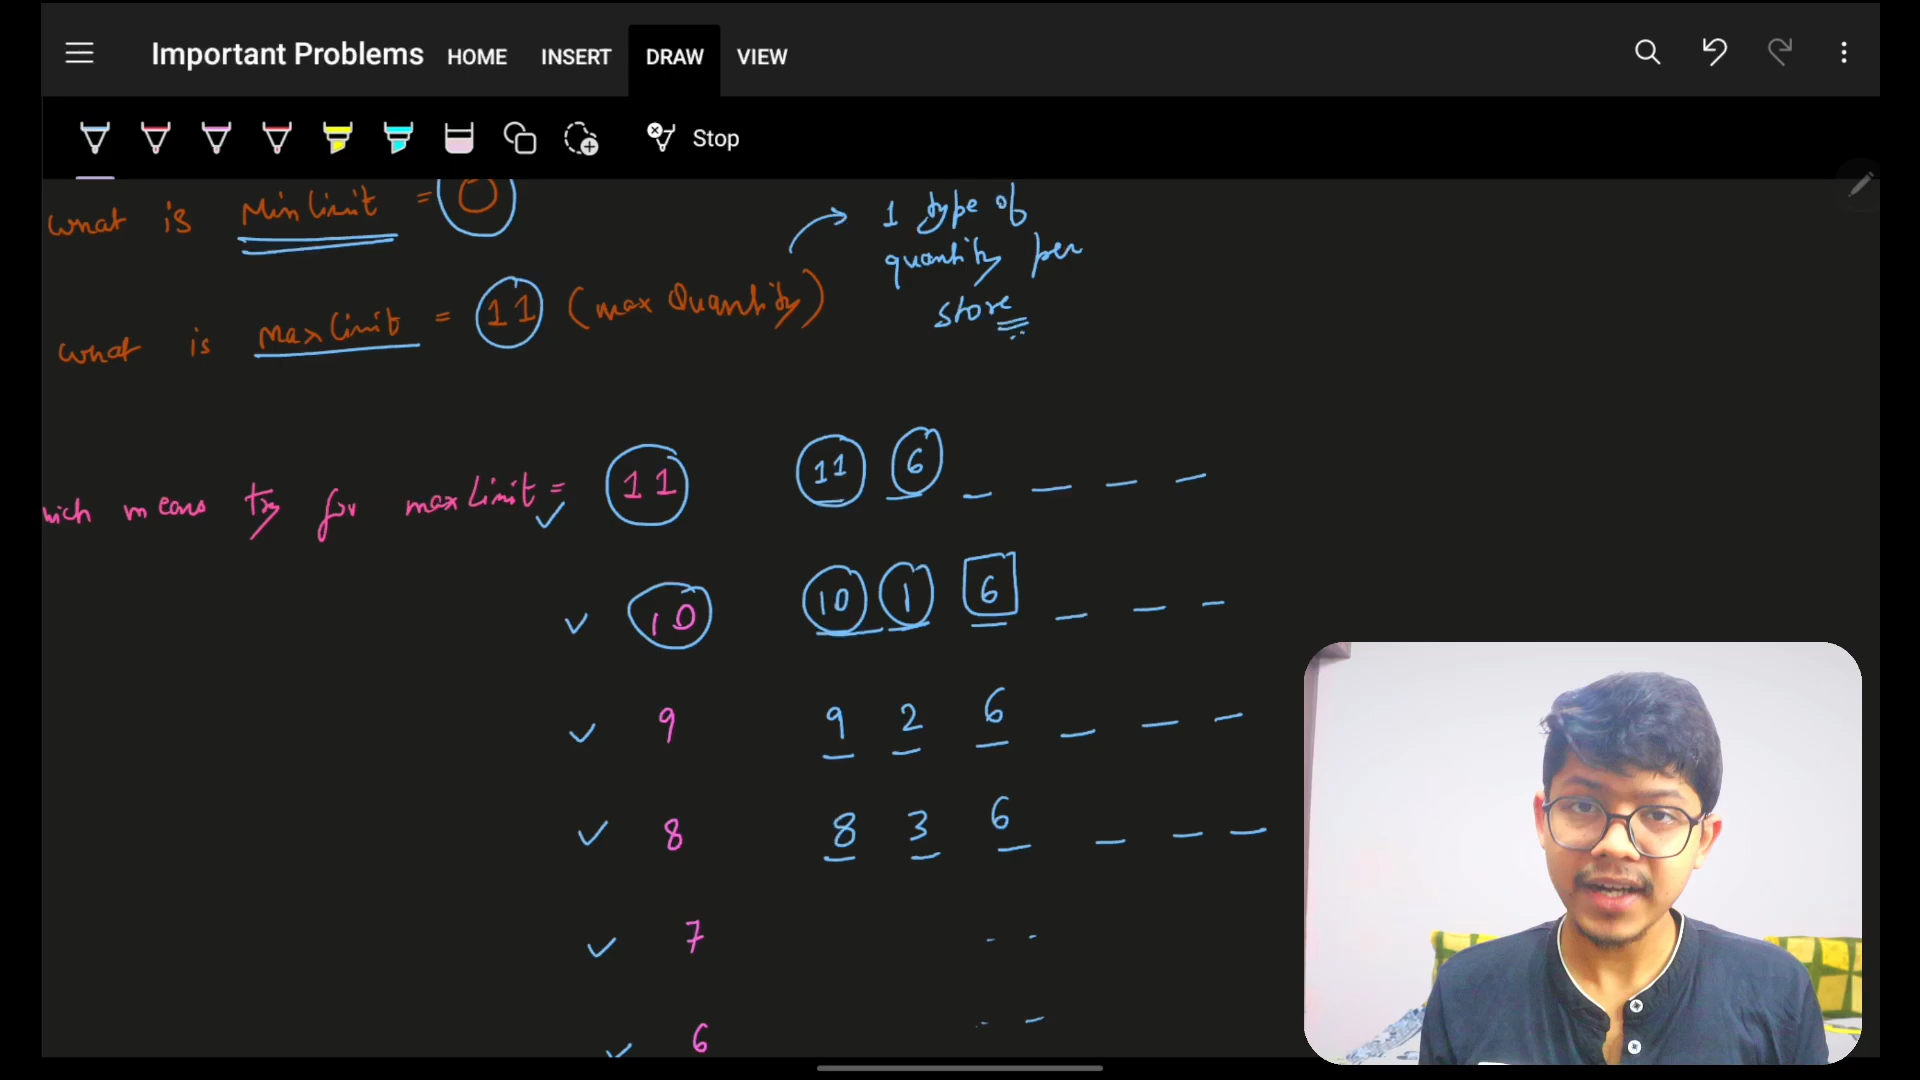 Important Problems HOME INSERT DRAW VIEW
Stop
what is Min limit = 0
1 type of
quantity per
store
what is max limit = 11 (max Quantity)
hich means try for max limit = 11 11 6
10 10 1 6
9 9 2 6
8 8 3 6
7
6